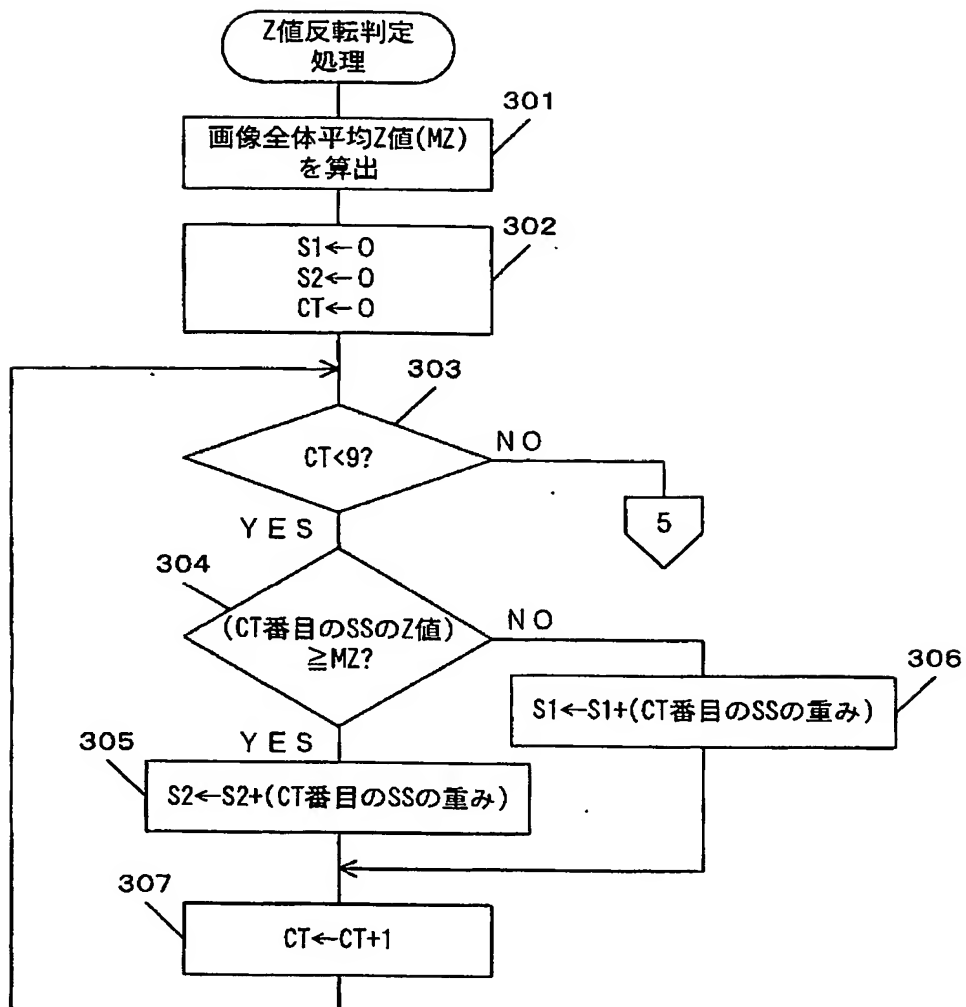 Z値反転判定
処理
301
画像全体平均Z値(MZ)
を算出
302
S1←0
S2←0
CT←0
303
CT<9?
NO
5
YES
304
(CT番目のSSのZ値)
≧MZ?
NO
306
S1←S1+(CT番目のSSの重み)
YES
305
S2←S2+(CT番目のSSの重み)
307
CT←CT+1